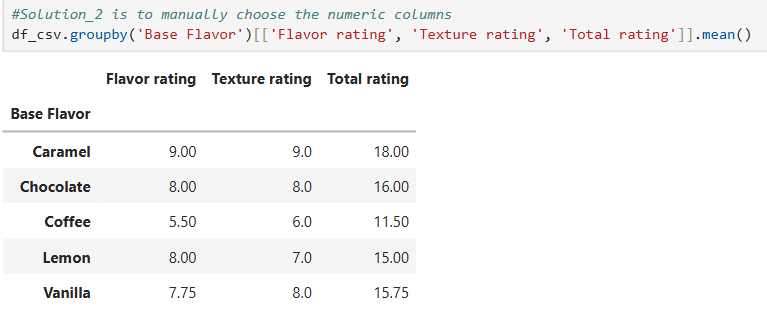 #Solution_2 is to manually choose the numeric columns
df_csv.groupby('Base Flavor')[['Flavor rating', 'Texture rating', 'Total rating']].mean()
Flavor rating Texture rating Total rating
Base Flavor
Caramel 9.00 9.0 18.00
Chocolate 8.00 8.0 16.00
Coffee 5.50 6.0 11.50
Lemon 8.00 7.0 15.00
Vanilla 7.75 8.0 15.75